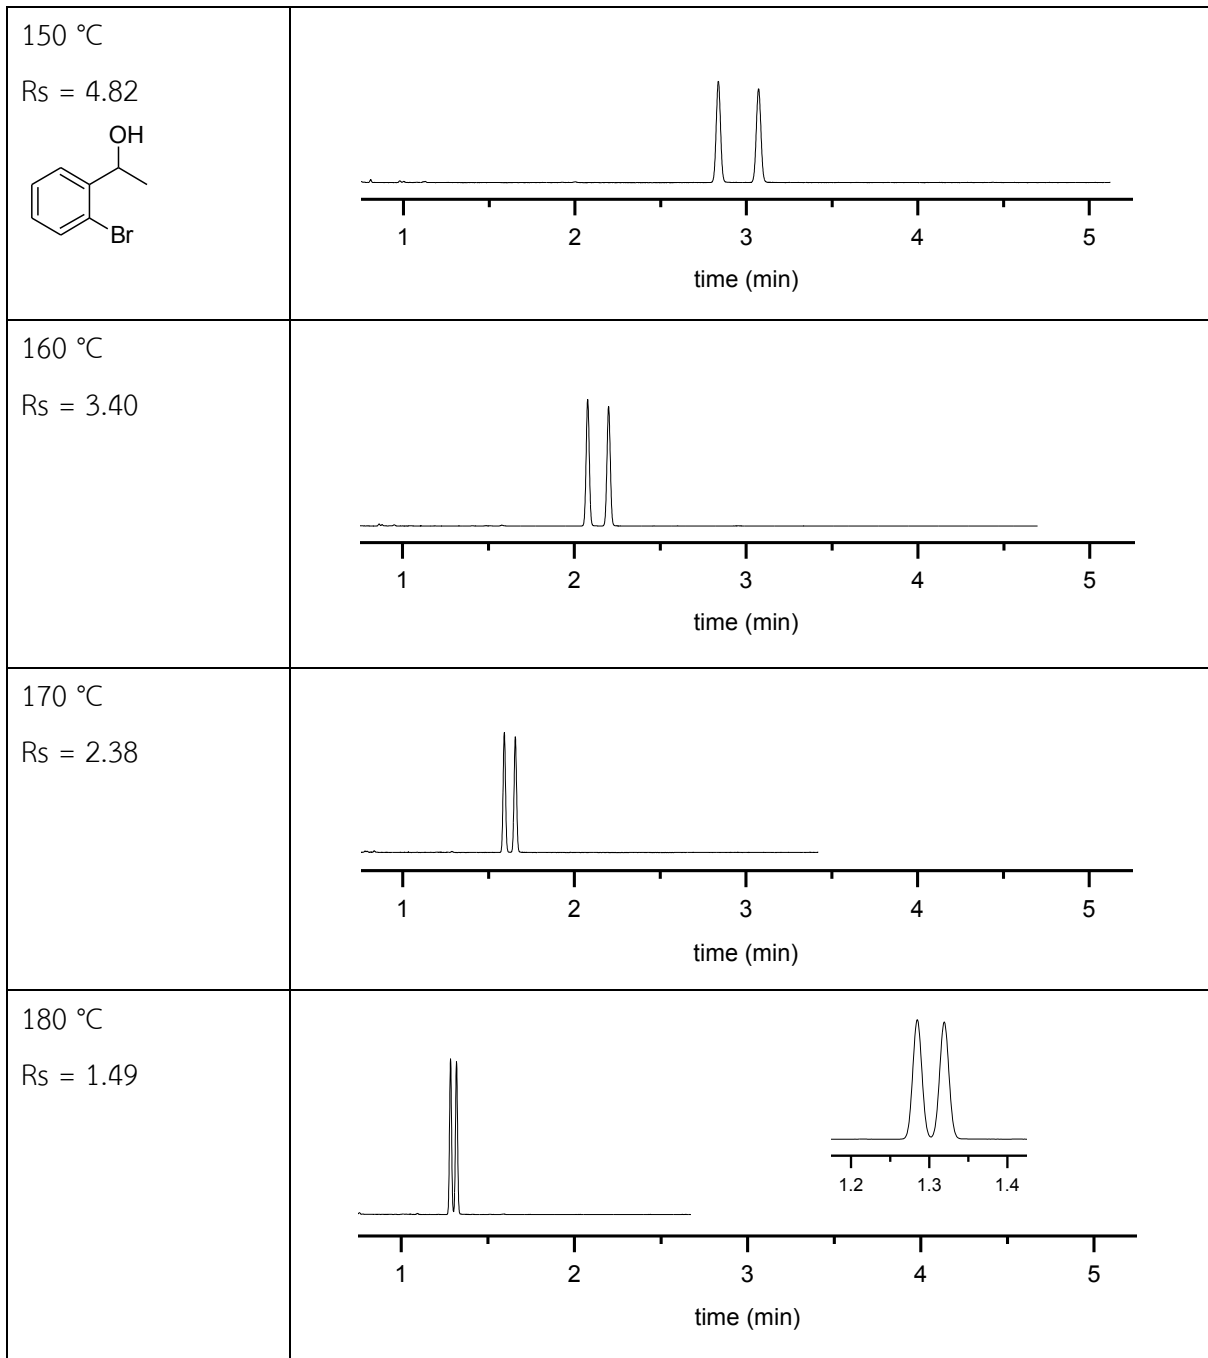 150 °C
Rs = 4.82
OH
Br
1 2 3 4 5
time (min)
160 °C
Rs = 3.40
1 2 3 4 5
time (min)
170 °C
Rs = 2.38
1 2 3 4 5
time (min)
180 °C
Rs = 1.49
1.2 1.3 1.4
1 2 3 4 5
time (min)